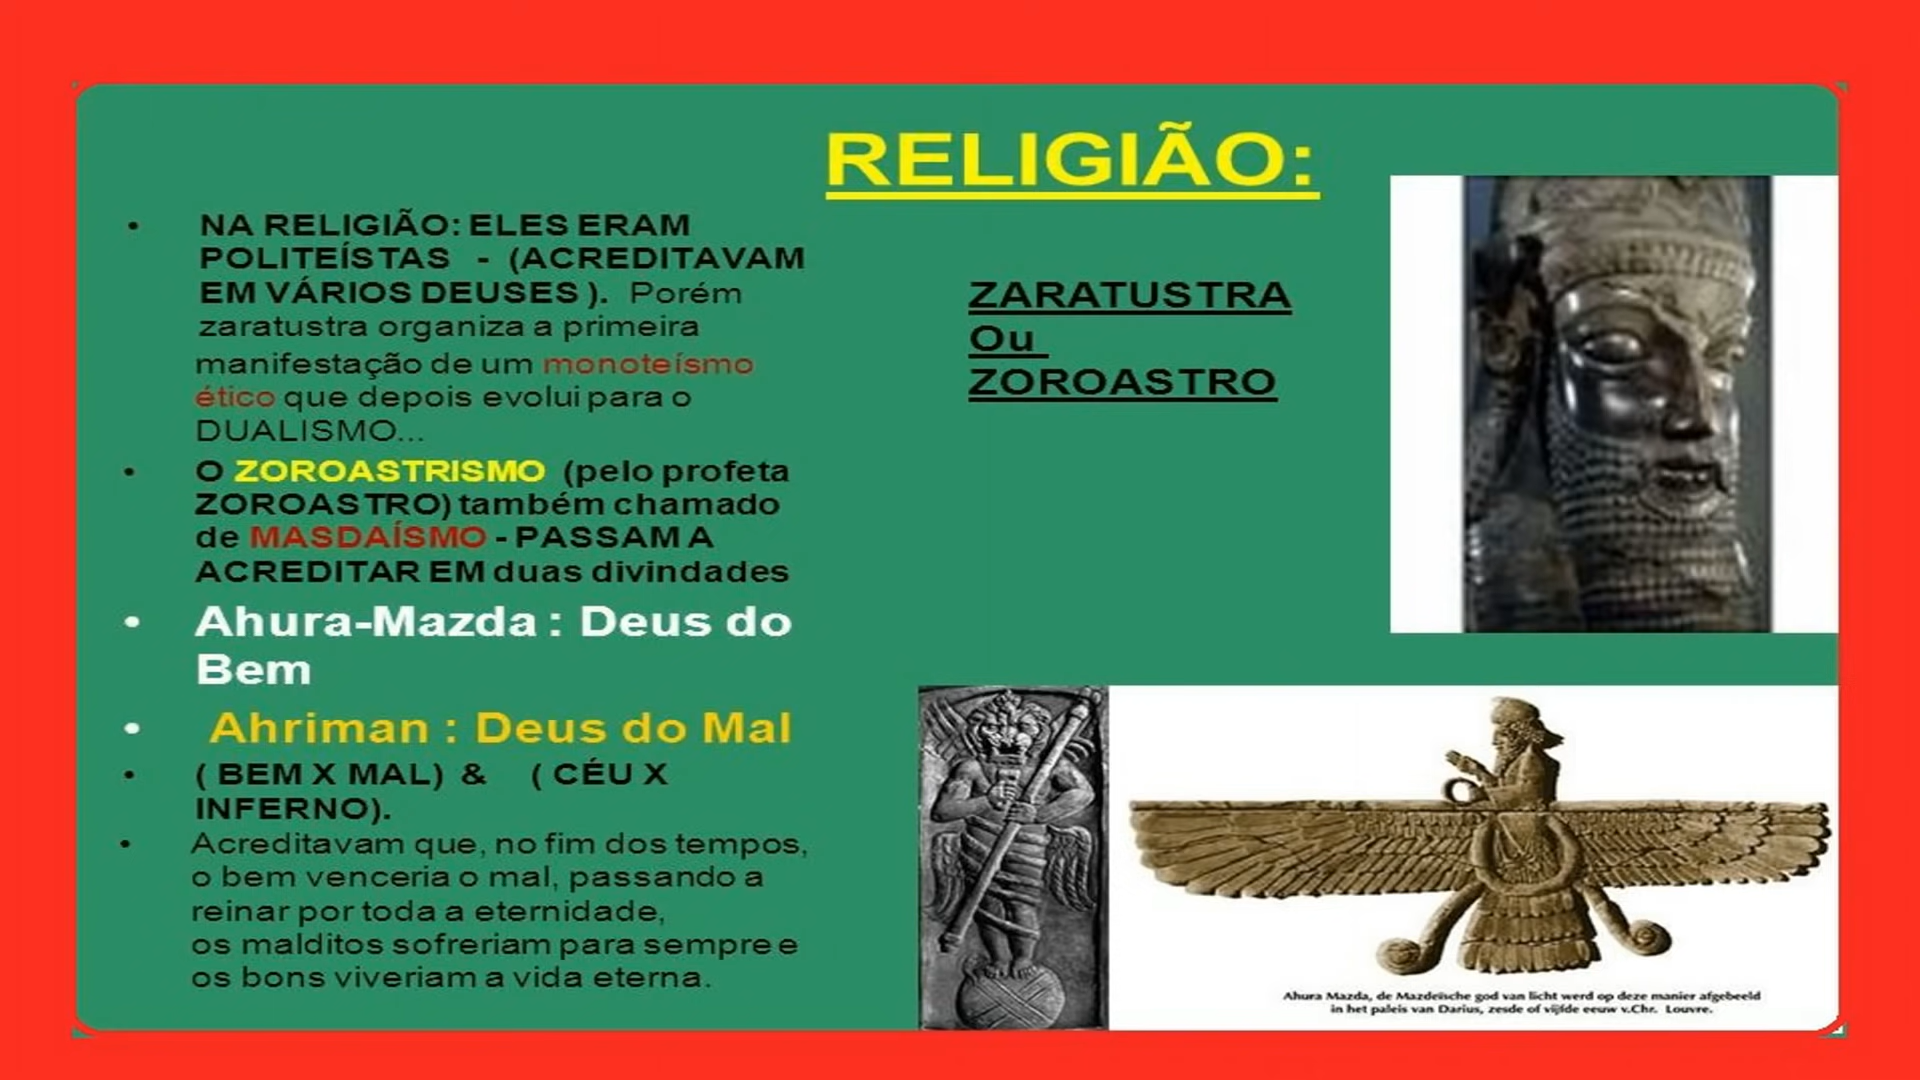 RELIGIÃO:
NA RELIGIÃO: ELES ERAM
POLITEÍSTAS - (ACREDITAVAM
EM VÁRIOS DEUSES ). Porém
zaratustra organiza a primeira
manifestação de um monoteísmo
ético que depois evolui para o
DUALISMO...
O ZOROASTRISMO (pelo profeta
ZOROASTRO) também chamado
de MASDAÍSMO - PASSAM A
ACREDITAR EM duas divindades
Ahura-Mazda : Deus do
Bem
Ahriman : Deus do Mal
( BEM X MAL) & ( CÉU X
INFERNO).
Acreditavam que, no fim dos tempos,
o bem venceria o mal, passando a
reinar por toda a eternidade,
os malditos sofreriam para sempre e
os bons viveriam a vida eterna.
ZARATUSTRA
Ou
ZOROASTRO
Ahura Mazda, de Mazdeïsche god van licht werd op deze manier afgebeeld
in het paleis van Darius, zesde of vijfde eeuw v.Chr. Louvre.